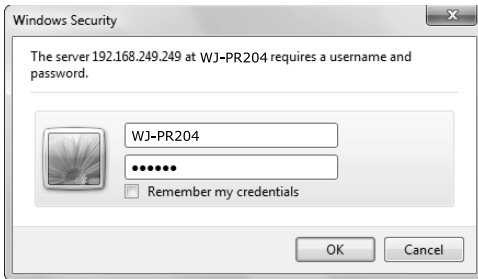 Windows Security
The server 192.168.249.249 at WJ-PR204 requires a username and
password.
WJ-PR204
••••••
Remember my credentials
OK
Cancel